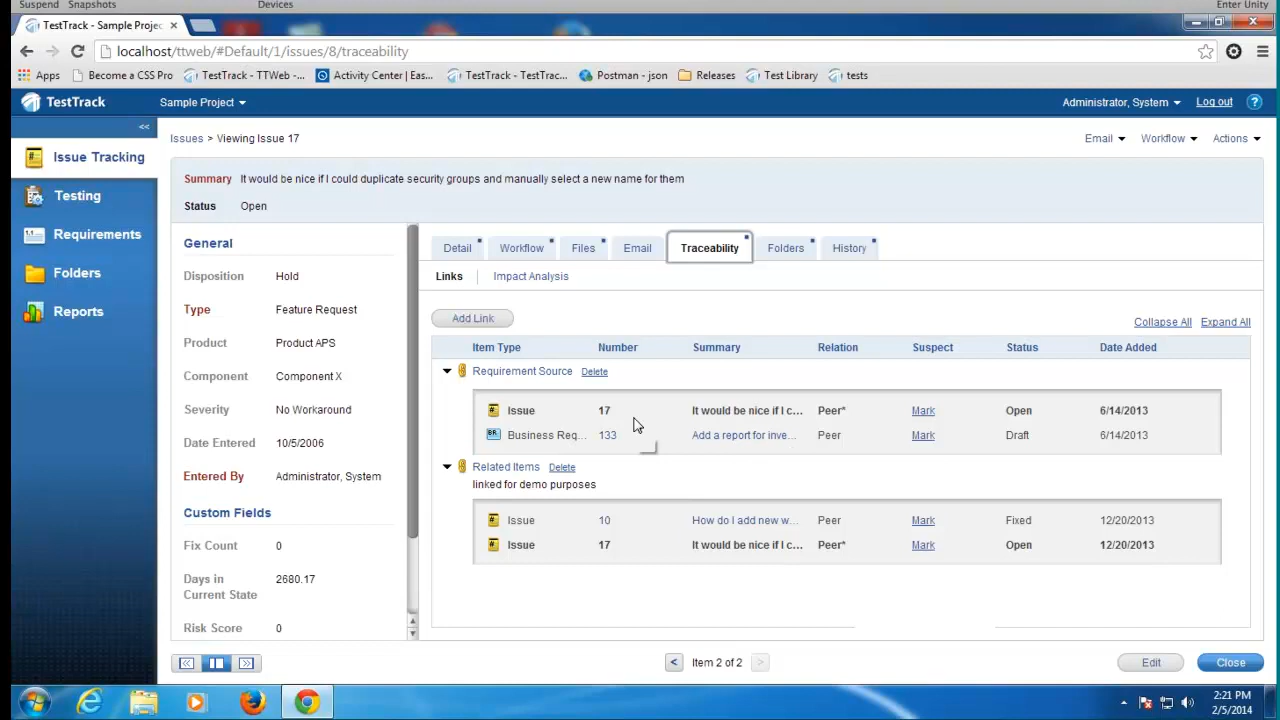 Suspend Snapshots Devices Enter Unity
TestTrack - Sample Projec
localhost/ttweb/#Default/1/issues/8/traceability
Apps Become a CSS Pro TestTrack - TTWeb -... Activity Center | Eas... TestTrack - TestTrac... Postman - json Releases Test Library tests
TestTrack Sample Project Administrator, System Log out ?
<< Issues > Viewing Issue 17 Email Workflow Actions
Issue Tracking
Testing
Requirements
Folders
Reports
Summary It would be nice if I could duplicate security groups and manually select a new name for them
Status Open
General
Disposition Hold
Type Feature Request
Product Product APS
Component Component X
Severity No Workaround
Date Entered 10/5/2006
Entered By Administrator, System
Custom Fields
Fix Count 0
Days in
Current State 2680.17
Risk Score 0
Detail Workflow Files Email Traceability Folders History
Links Impact Analysis
Add Link Collapse All Expand All
Item Type Number Summary Relation Suspect Status Date Added
Requirement Source Delete
Issue 17 It would be nice if I c... Peer* Mark Open 6/14/2013
BR Business Req... 133 Add a report for inve... Peer Mark Draft 6/14/2013
Related Items Delete
linked for demo purposes
Issue 10 How do I add new w... Peer Mark Fixed 12/20/2013
Issue 17 It would be nice if I c... Peer* Mark Open 12/20/2013
< Item 2 of 2 > Edit Close
2:21 PM
2/5/2014